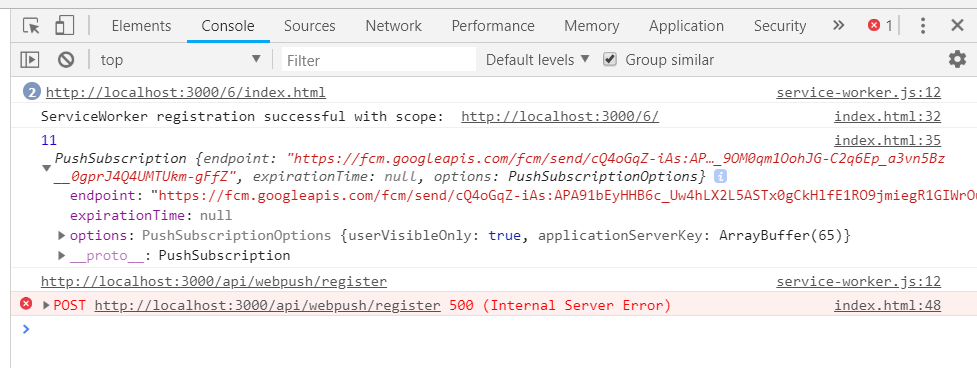 Elements Console Sources Network Performance Memory Application Security » 1
top Filter Default levels Group similar
2 http://localhost:3000/6/index.html service-worker.js:12
ServiceWorker registration successful with scope: http://localhost:3000/6/ index.html:32
11 index.html:35
PushSubscription {endpoint: "https://fcm.googleapis.com/fcm/send/cQ4oGqZ-iAs:AP…_9OM0qm1OohJG-C2q6Ep_a3vn5Bz
__0gprJ4Q4UMTUkm-gFfZ", expirationTime: null, options: PushSubscriptionOptions} i
endpoint: "https://fcm.googleapis.com/fcm/send/cQ4oGqZ-iAs:APA91bEyHHB6c_Uw4hLX2L5ASTx0gCkHlfE1RO9jmiegR1GIWrO
expirationTime: null
options: PushSubscriptionOptions {userVisibleOnly: true, applicationServerKey: ArrayBuffer(65)}
__proto__: PushSubscription
http://localhost:3000/api/webpush/register service-worker.js:12
POST http://localhost:3000/api/webpush/register 500 (Internal Server Error) index.html:48